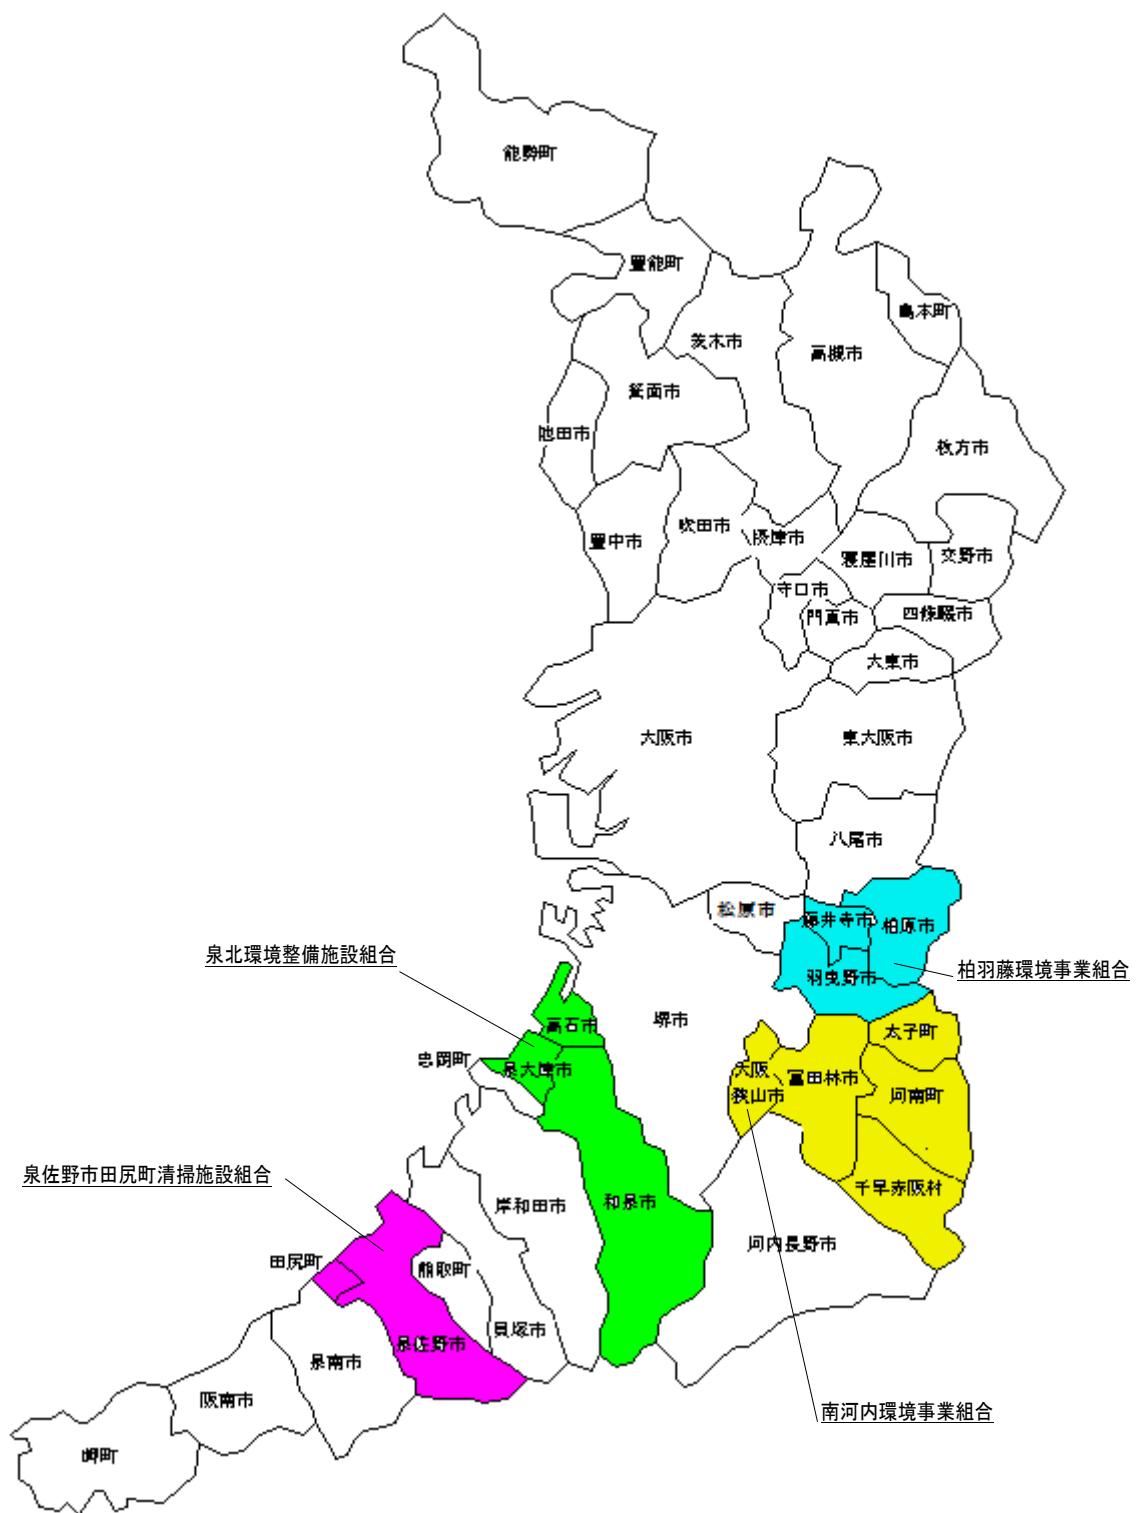 能勢町
豊能町
島本町
茨木市
高槻市
箕面市
池田市
枚方市
吹田市
摂津市
豊中市
寝屋川市
交野市
守口市
門真市
四條畷市
大東市
大阪市
東大阪市
八尾市
松原市
藤井寺市
柏原市
泉北環境整備施設組合
柏羽藤環境事業組合
羽曳野市
高石市
堺市
太子町
忠岡町
泉大津市
大阪
狭山市
富田林市
河南町
泉佐野市田尻町清掃施設組合
岸和田市
和泉市
千早赤阪村
河内長野市
田尻町
熊取町
貝塚市
泉佐野市
泉南市
阪南市
南河内環境事業組合
岬町